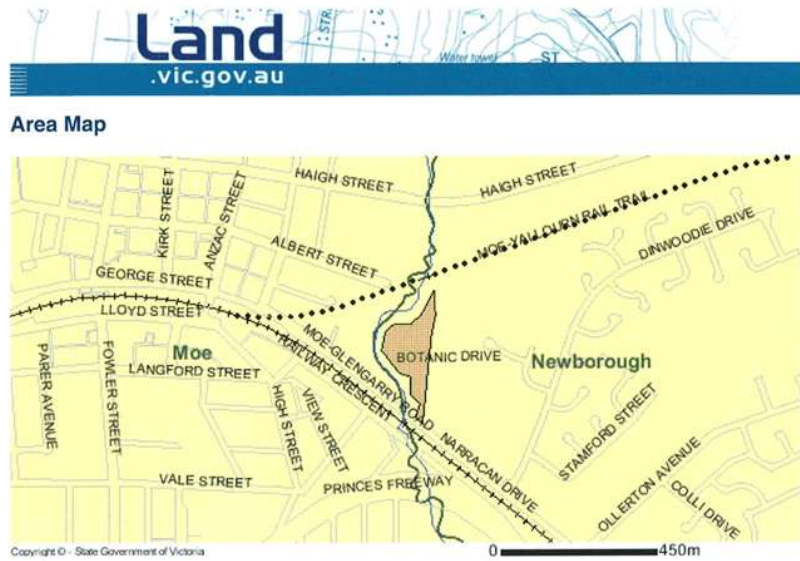 Land
.vic.gov.au
STR
Water tower
ST
Area Map
HAIGH STREET
HAIGH STREET
KIRK STREET
ANZAC STREET
MOE-YALLOURN RAIL TRAIL
DINWOODIE DRIVE
ALBERT STREET
GEORGE STREET
LLOYD STREET
Moe
MOE-GLENGARRY ROAD
RAILWAY CRESCENT
BOTANIC DRIVE
Newborough
PARER AVENUE
FOWLER STREET
LANGFORD STREET
HIGH STREET
VIEW STREET
NARRACAN DRIVE
STAMFORD STREET
VALE STREET
PRINCES FREEWAY
OLLERTON AVENUE
COLLI DRIVE
Copyright © - State Government of Victoria
0 450m